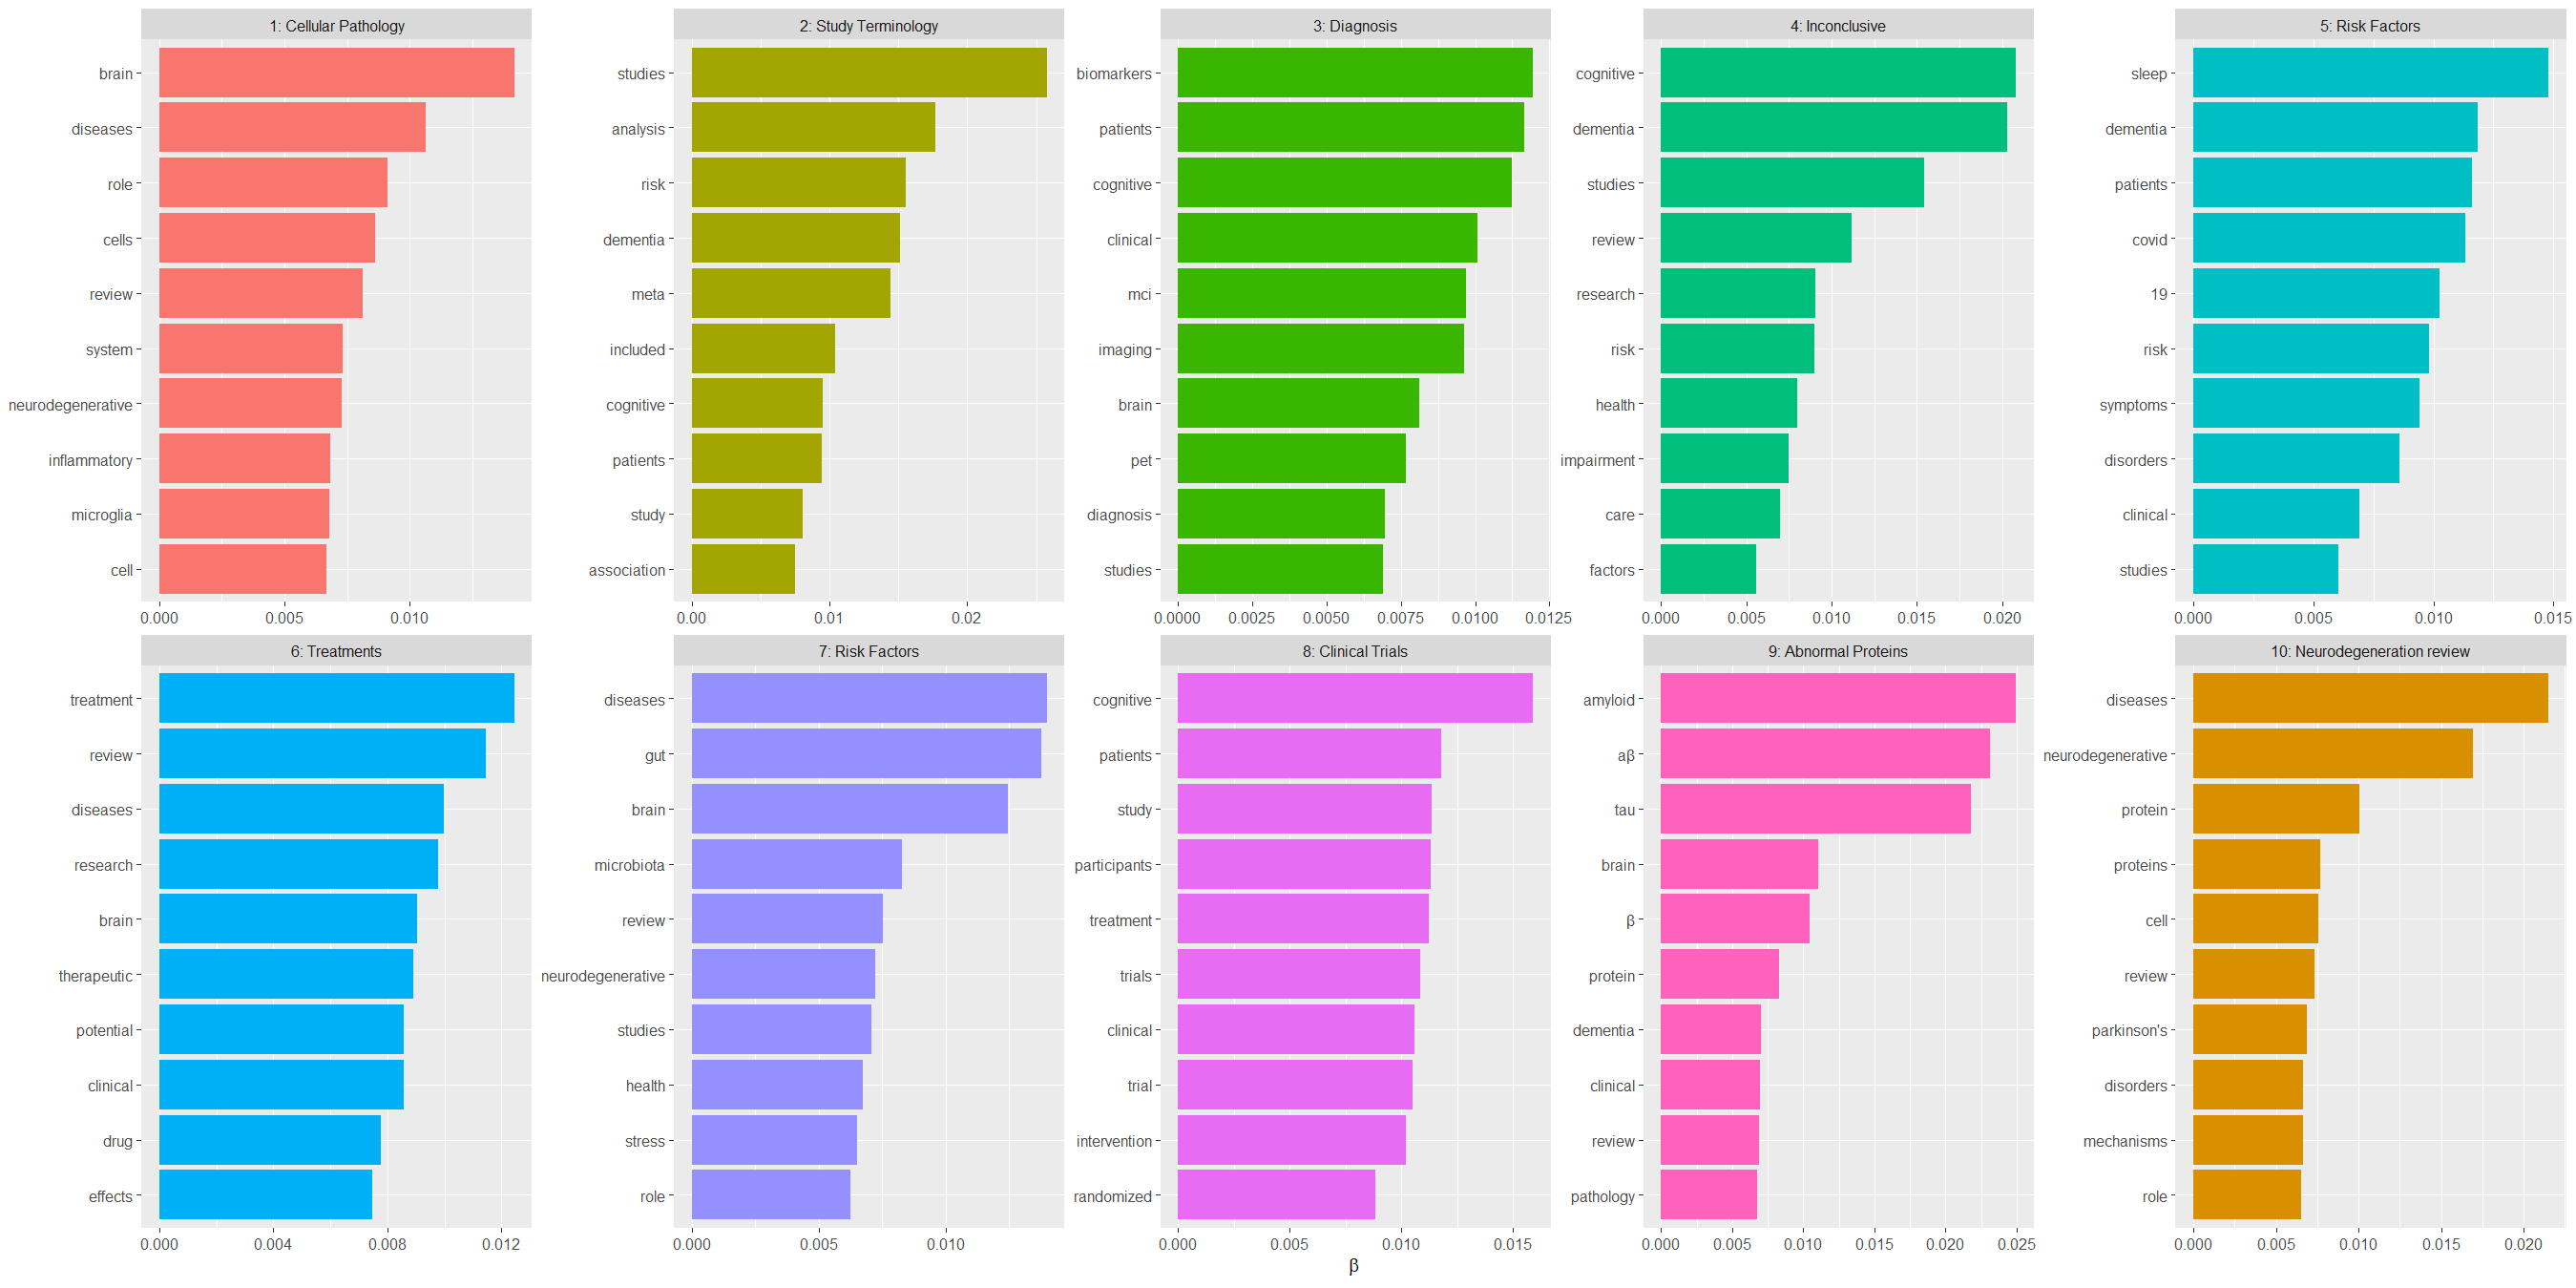 1: Cellular Pathology
brain
diseases
role
cells
review
system
neurodegenerative
inflammatory
microglia
cell
0.000 0.005 0.010
2: Study Terminology
studies
analysis
risk
dementia
meta
included
cognitive
patients
study
association
0.00 0.01 0.02
3: Diagnosis
biomarkers
patients
cognitive
clinical
mci
imaging
brain
pet
diagnosis
studies
0.0000 0.0025 0.0050 0.0075 0.0100 0.0125
4: Inconclusive
cognitive
dementia
studies
review
research
risk
health
impairment
care
factors
0.000 0.005 0.010 0.015 0.020
5: Risk Factors
sleep
dementia
patients
covid
19
risk
symptoms
disorders
clinical
studies
0.000 0.005 0.010 0.015
6: Treatments
treatment
review
diseases
research
brain
therapeutic
potential
clinical
drug
effects
0.000 0.004 0.008 0.012
7: Risk Factors
diseases
gut
brain
microbiota
review
neurodegenerative
studies
health
stress
role
0.000 0.005 0.010
8: Clinical Trials
cognitive
patients
study
participants
treatment
trials
clinical
trial
intervention
randomized
0.000 0.005 0.010 0.015
9: Abnormal Proteins
amyloid
aβ
tau
brain
β
protein
dementia
clinical
review
pathology
0.000 0.005 0.010 0.015 0.020 0.025
10: Neurodegeneration review
diseases
neurodegenerative
protein
proteins
cell
review
parkinson's
disorders
mechanisms
role
0.000 0.005 0.010 0.015 0.020
β